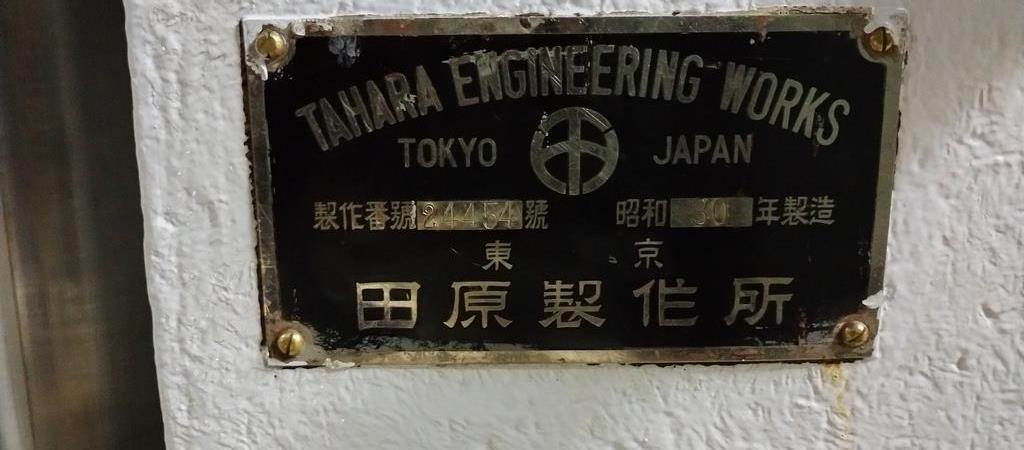 TAHARA ENGINEERING WORKS
TOKYO JAPAN
製作番號 24454 號 昭和 30 年製造
東京
田原製作所